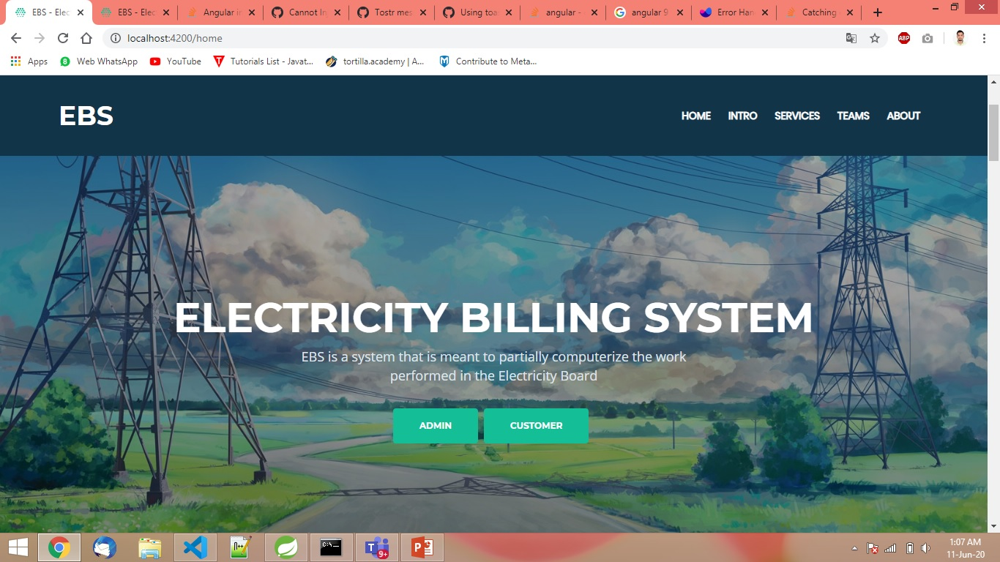 EBS - Elec
EBS - Elec
Angular in
Cannot In
Tostr mes
Using toa
angular -
angular 9
Error Han
Catching
localhost:4200/home
ABP
Apps
8
Web WhatsApp
YouTube
Tutorials List - Javat...
tortilla.academy | A...
Contribute to Meta...
EBS
HOME INTRO SERVICES TEAMS ABOUT
ELECTRICITY BILLING SYSTEM
EBS is a system that is meant to partially computerize the work
performed in the Electricity Board
ADMIN CUSTOMER
1:07 AM
9+
11-Jun-20